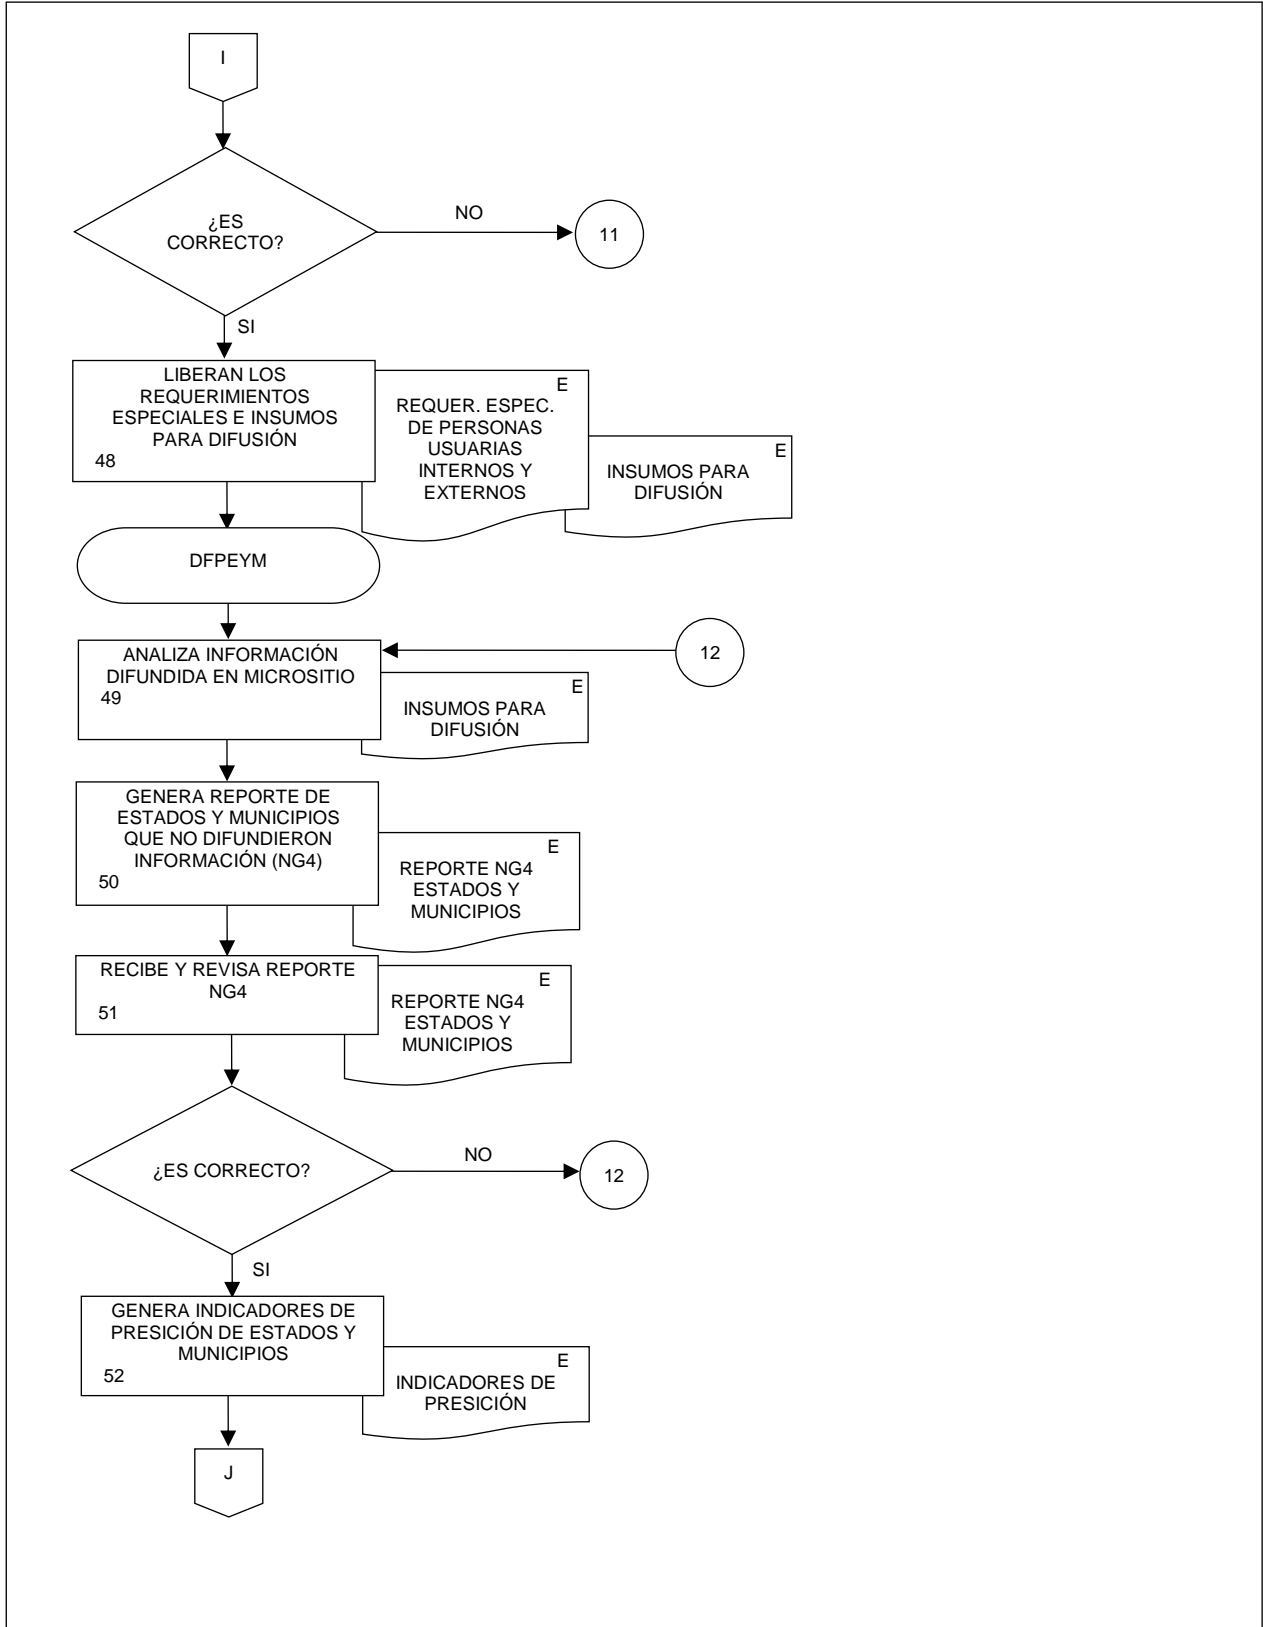 I
¿ES
CORRECTO?
NO
11
SI
LIBERAN LOS
REQUERIMIENTOS
ESPECIALES E INSUMOS
PARA DIFUSIÓN
48
E
REQUER. ESPEC.
DE PERSONAS
USUARIAS
INTERNOS Y
EXTERNOS
E
INSUMOS PARA
DIFUSIÓN
DFPEYM
ANALIZA INFORMACIÓN
DIFUNDIDA EN MICROSITIO
49
12
E
INSUMOS PARA
DIFUSIÓN
GENERA REPORTE DE
ESTADOS Y MUNICIPIOS
QUE NO DIFUNDIERON
INFORMACIÓN (NG4)
50
E
REPORTE NG4
ESTADOS Y
MUNICIPIOS
RECIBE Y REVISA REPORTE
NG4
51
E
REPORTE NG4
ESTADOS Y
MUNICIPIOS
¿ES CORRECTO?
NO
12
SI
GENERA INDICADORES DE
PRESICIÓN DE ESTADOS Y
MUNICIPIOS
52
E
INDICADORES DE
PRESICIÓN
J